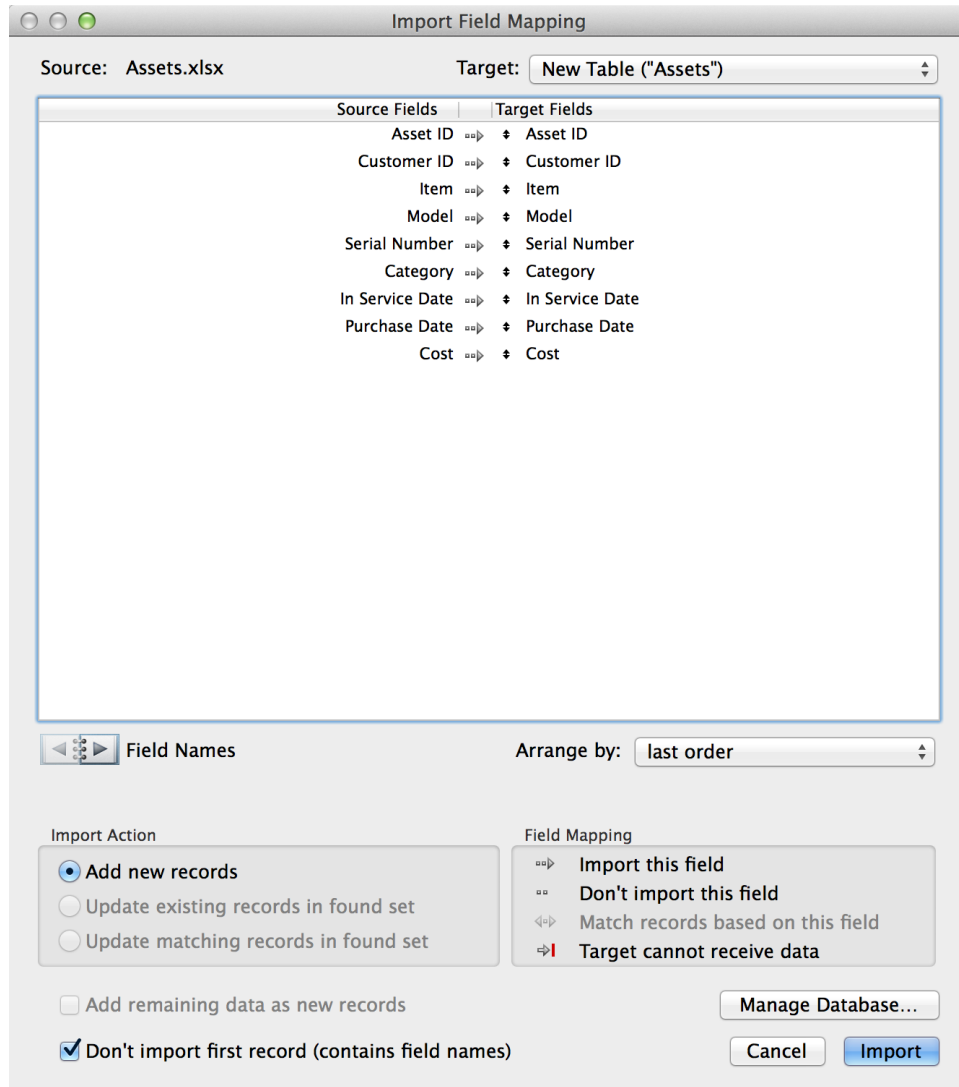 Import Field Mapping
Source: Assets.xlsx Target: New Table ("Assets")
Source Fields Target Fields
Asset ID Asset ID
Customer ID Customer ID
Item Item
Model Model
Serial Number Serial Number
Category Category
In Service Date In Service Date
Purchase Date Purchase Date
Cost Cost
Field Names Arrange by: last order
Import Action Field Mapping
Add new records Import this field
Update existing records in found set Don't import this field
Update matching records in found set Match records based on this field
Target cannot receive data
Add remaining data as new records Manage Database...
Don't import first record (contains field names) Cancel Import